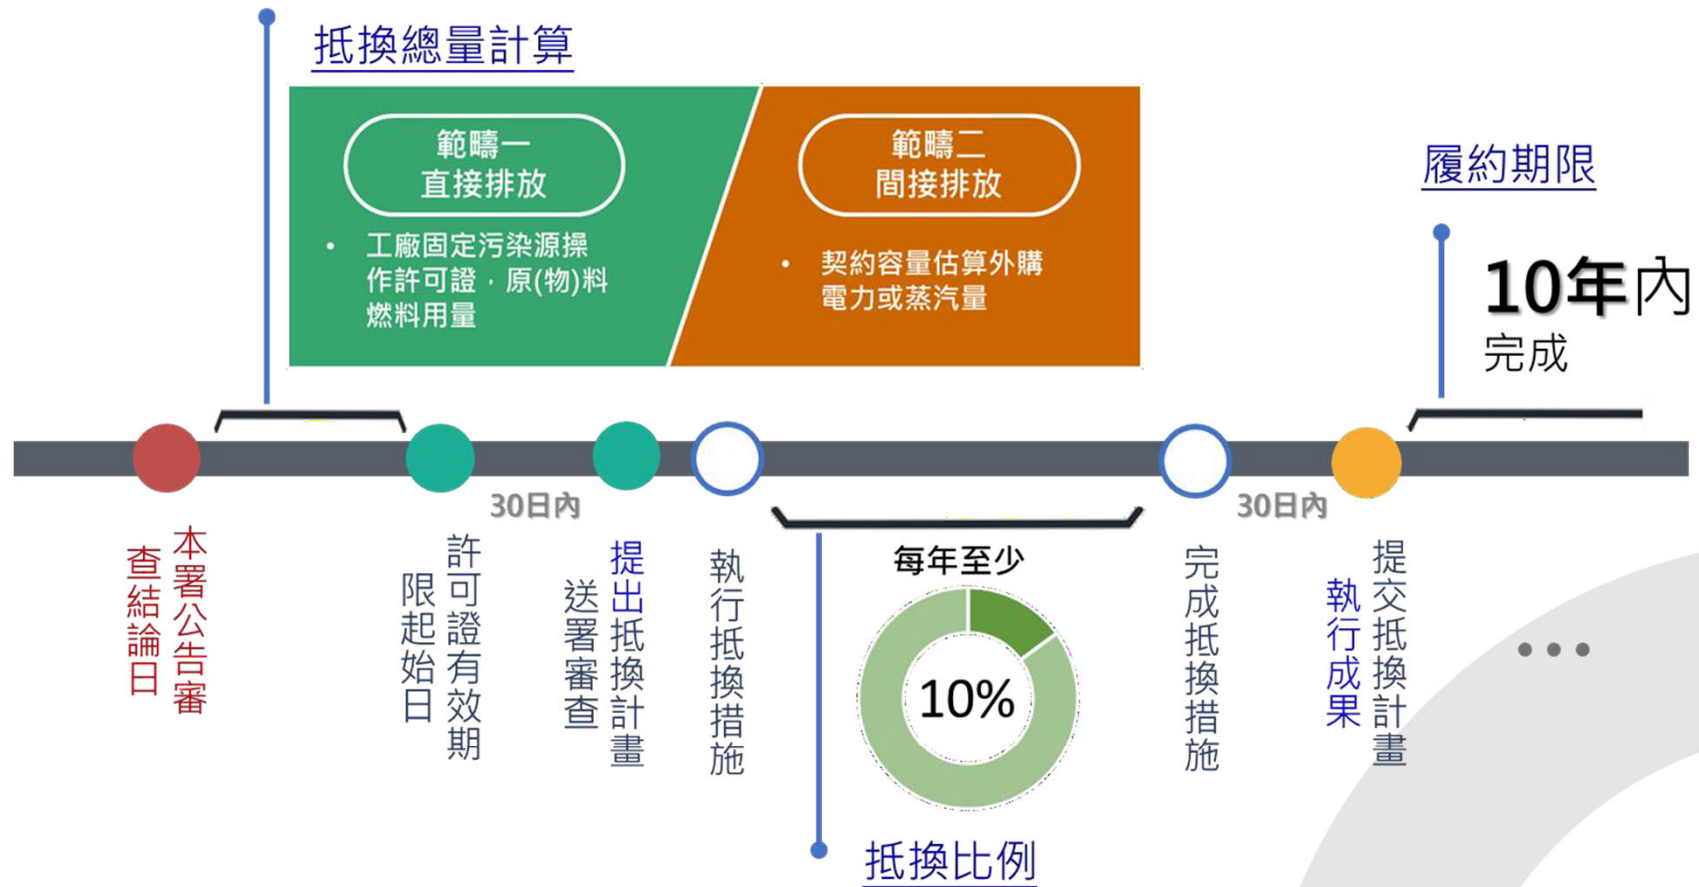 抵換總量計算
範疇一
直接排放
• 工廠固定污染源操
作許可證，原(物)料
燃料用量
範疇二
間接排放
• 契約容量估算外購
電力或蒸汽量
履約期限
10年內
完成
本署公告審
查結論日
許可證有效期
限起始日
30日內
提出抵換計畫
送署審查
執行抵換措施
每年至少
10%
抵換比例
完成抵換措施
30日內
提交抵換計畫
執行成果